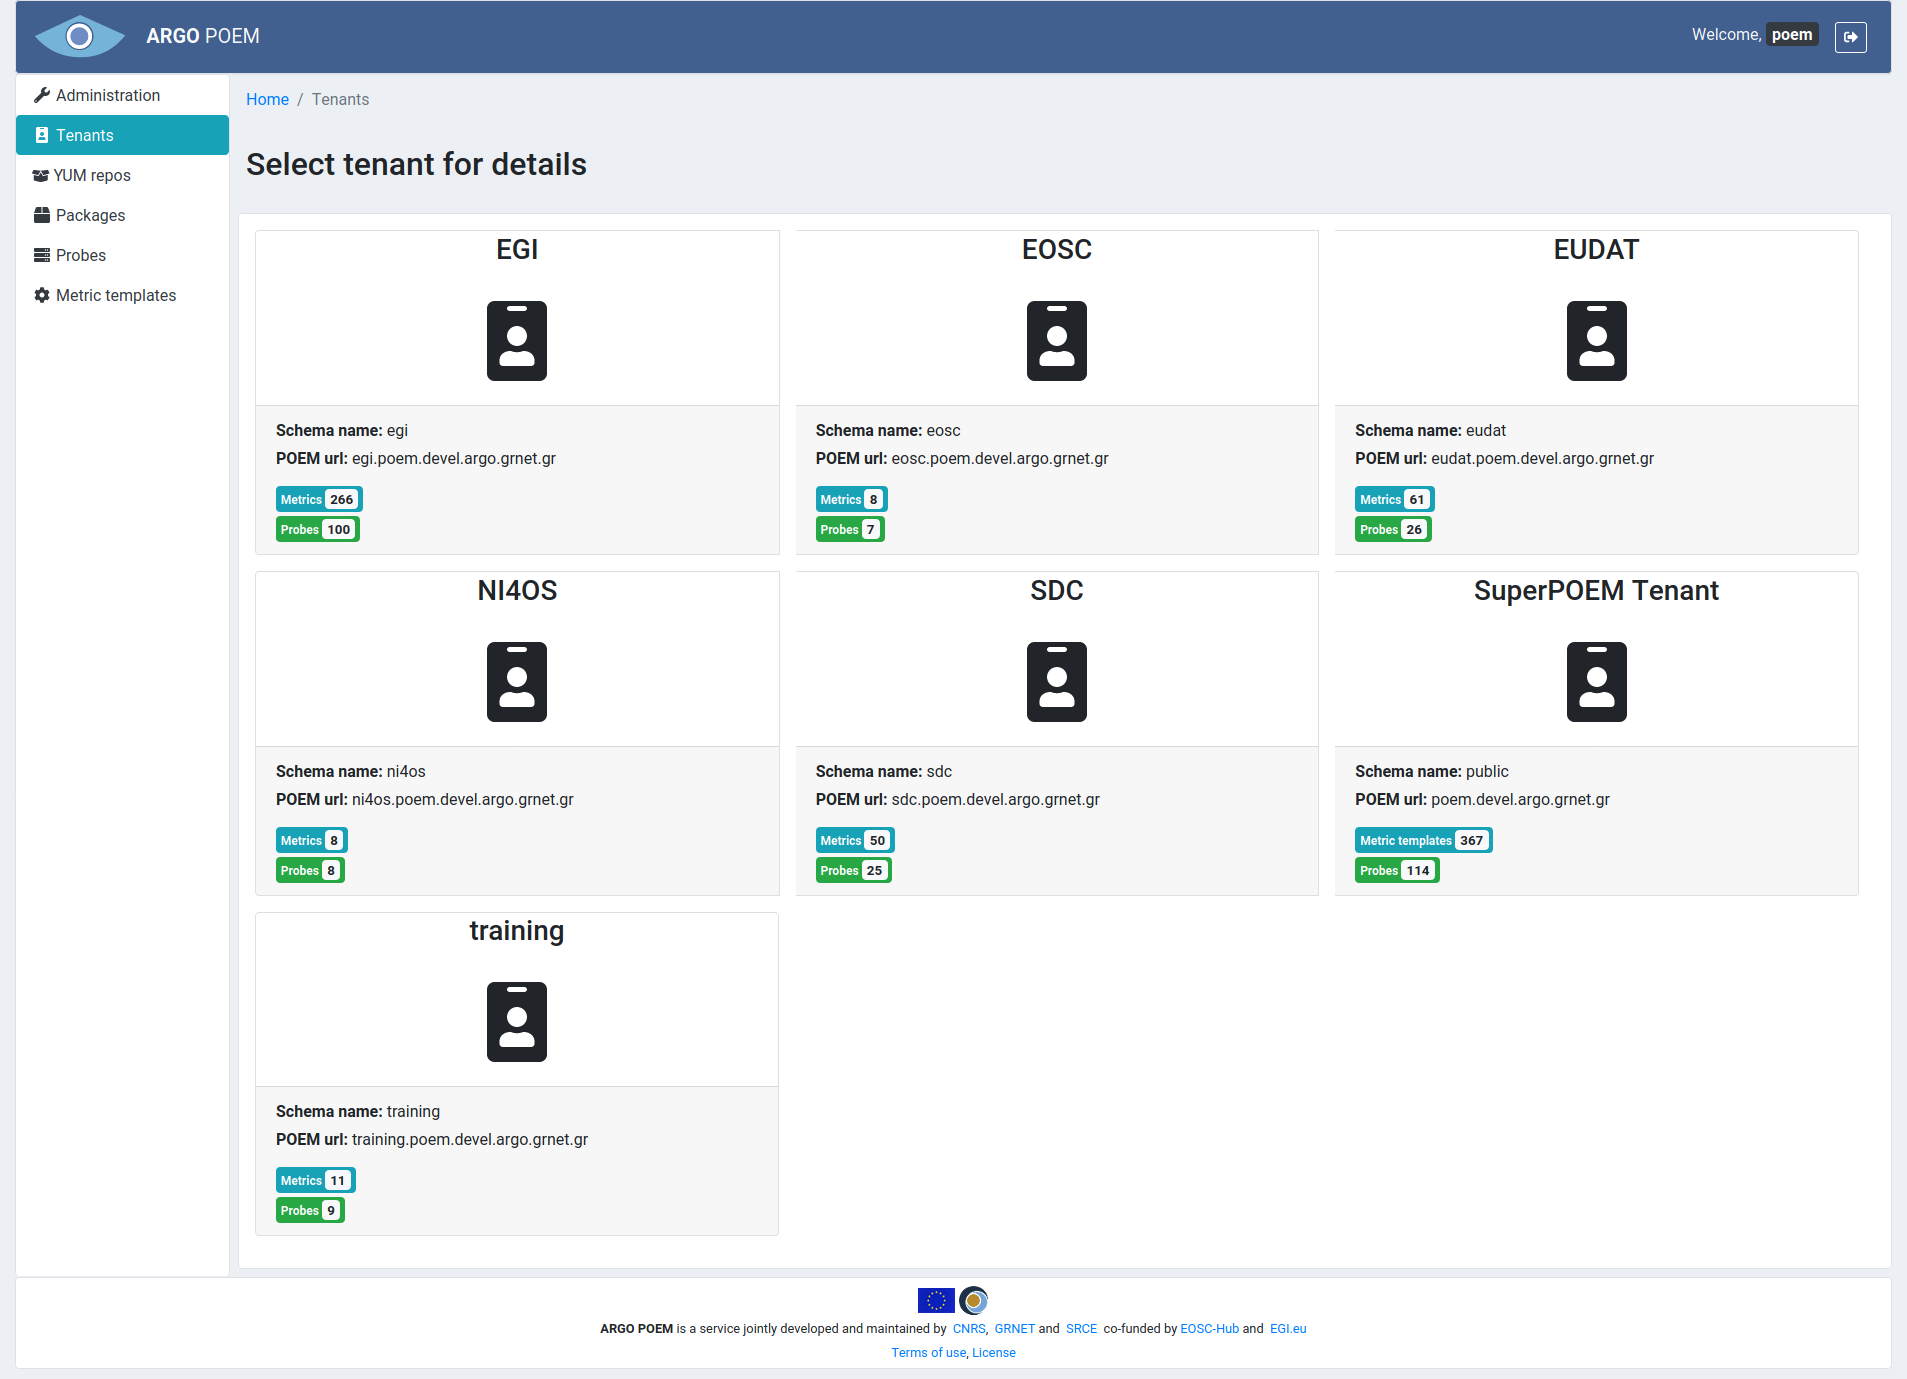 ARGO POEM
Welcome, poem
Administration
Tenants
YUM repos
Packages
Probes
Metric templates
Home / Tenants
Select tenant for details
EGI
Schema name: egi
POEM url: egi.poem.devel.argo.grnet.gr
Metrics 266
Probes 100
EOSC
Schema name: eosc
POEM url: eosc.poem.devel.argo.grnet.gr
Metrics 8
Probes 7
EUDAT
Schema name: eudat
POEM url: eudat.poem.devel.argo.grnet.gr
Metrics 61
Probes 26
NI4OS
Schema name: ni4os
POEM url: ni4os.poem.devel.argo.grnet.gr
Metrics 8
Probes 8
SDC
Schema name: sdc
POEM url: sdc.poem.devel.argo.grnet.gr
Metrics 50
Probes 25
SuperPOEM Tenant
Schema name: public
POEM url: poem.devel.argo.grnet.gr
Metric templates 367
Probes 114
training
Schema name: training
POEM url: training.poem.devel.argo.grnet.gr
Metrics 11
Probes 9
ARGO POEM is a service jointly developed and maintained by CNRS, GRNET and SRCE co-funded by EOSC-Hub and EGI.eu
Terms of use, License